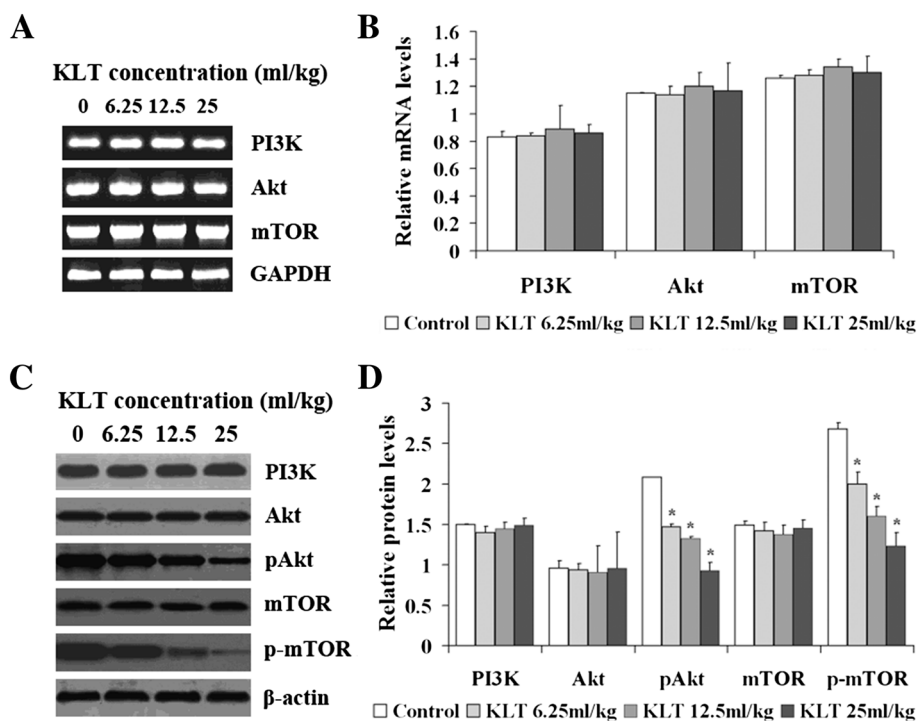 A
KLT concentration (ml/kg)
0 6.25 12.5 25
PI3K
Akt
mTOR
GAPDH
B
Relative mRNA levels
1.6
1.4
1.2
1
0.8
0.6
0.4
0.2
0
PI3K Akt mTOR
Control KLT 6.25ml/kg KLT 12.5ml/kg KLT 25ml/kg
C
KLT concentration (ml/kg)
0 6.25 12.5 25
PI3K
Akt
pAkt
mTOR
p-mTOR
β-actin
D
Relative protein levels
3
2.5
2
1.5
1
0.5
0
* * *
* * *
PI3K Akt pAkt mTOR p-mTOR
Control KLT 6.25ml/kg KLT 12.5ml/kg KLT 25ml/kg